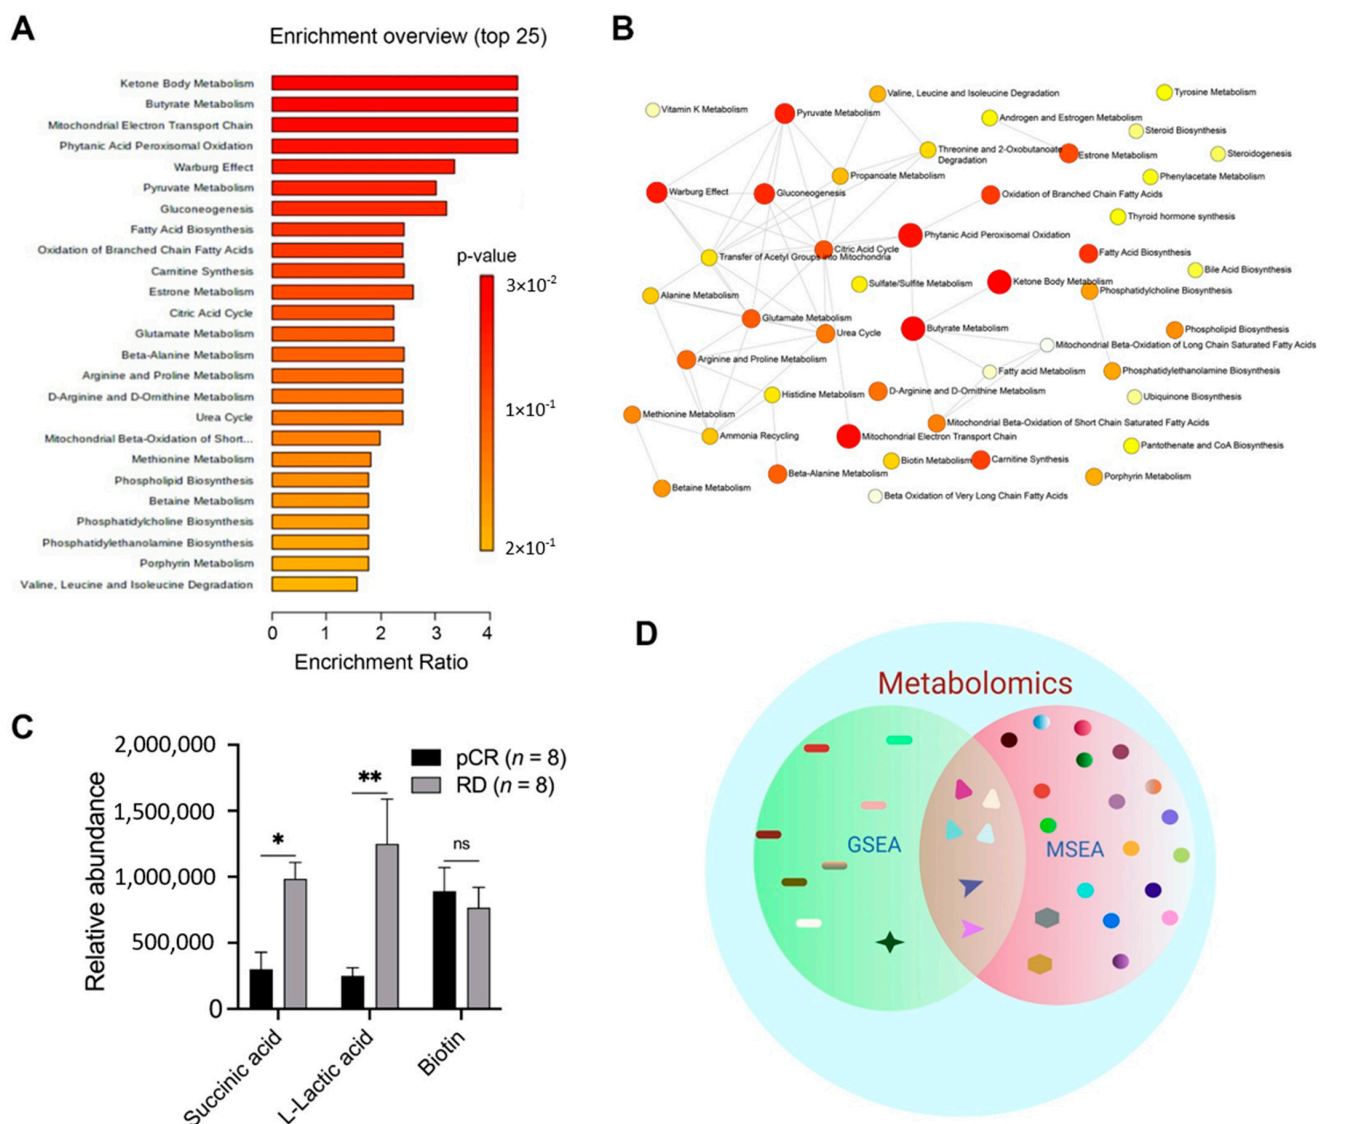 A
Enrichment overview (top 25)
Ketone Body Metabolism
Butyrate Metabolism
Mitochondrial Electron Transport Chain
Phytanic Acid Peroxisomal Oxidation
Warburg Effect
Pyruvate Metabolism
Gluconeogenesis
Fatty Acid Biosynthesis
Oxidation of Branched Chain Fatty Acids
Carnitine Synthesis
Estrone Metabolism
Citric Acid Cycle
Glutamate Metabolism
Beta-Alanine Metabolism
Arginine and Proline Metabolism
D-Arginine and D-Ornithine Metabolism
Urea Cycle
Mitochondrial Beta-Oxidation of Short...
Methionine Metabolism
Phospholipid Biosynthesis
Betaine Metabolism
Phosphatidylcholine Biosynthesis
Phosphatidylethanolamine Biosynthesis
Porphyrin Metabolism
Valine, Leucine and Isoleucine Degradation
0 1 2 3 4
Encrichment Ratio
p-value
3×10⁻²
1×10⁻¹
2×10⁻¹
B
Valine, Leucine and Isoleucine Degradation
Tyrosine Metabolism
Vitamin K Metabolism
Pyruvate Metabolism
Androgen and Estrogen Metabolism
Steroid Biosynthesis
Threonine and 2-Oxobutanoate
Degradation
Estrone Metabolism
Steroidogenesis
Propanoate Metabolism
Phenylacetate Metabolism
Warburg Effect
Gluconeogenesis
Oxidation of Branched Chain Fatty Acids
Thyroid hormone synthesis
Phytanic Acid Peroxisomal Oxidation
Citric Acid Cycle
Fatty Acid Biosynthesis
Transfer of Acetyl Groups into Mitochondria
Bile Acid Biosynthesis
Sulfate/Sulfite Metabolism
Ketone Body Metabolism
Phosphatidylcholine Biosynthesis
Alanine Metabolism
Glutamate Metabolism
Urea Cycle
Butyrate Metabolism
Phospholipid Biosynthesis
Mitochondrial Beta-Oxidation of Long Chain Saturated Fatty Acids
Arginine and Proline Metabolism
Fatty acid Metabolism
Phosphatidylethanolamine Biosynthesis
Histidine Metabolism
D-Arginine and D-Ornithine Metabolism
Ubiquinone Biosynthesis
Methionine Metabolism
Mitochondrial Beta-Oxidation of Short Chain Saturated Fatty Acids
Ammonia Recycling
Mitochondrial Electron Transport Chain
Pantothenate and CoA Biosynthesis
Biotin Metabolism
Carnitine Synthesis
Beta-Alanine Metabolism
Porphyrin Metabolism
Betaine Metabolism
Beta Oxidation of Very Long Chain Fatty Acids
C
Relative abundance
2,000,000
1,500,000
1,000,000
500,000
0
pCR (n = 8)
RD (n = 8)
*
**
ns
Succinic acid
L-Lactic acid
Biotin
D
Metabolomics
GSEA
MSEA